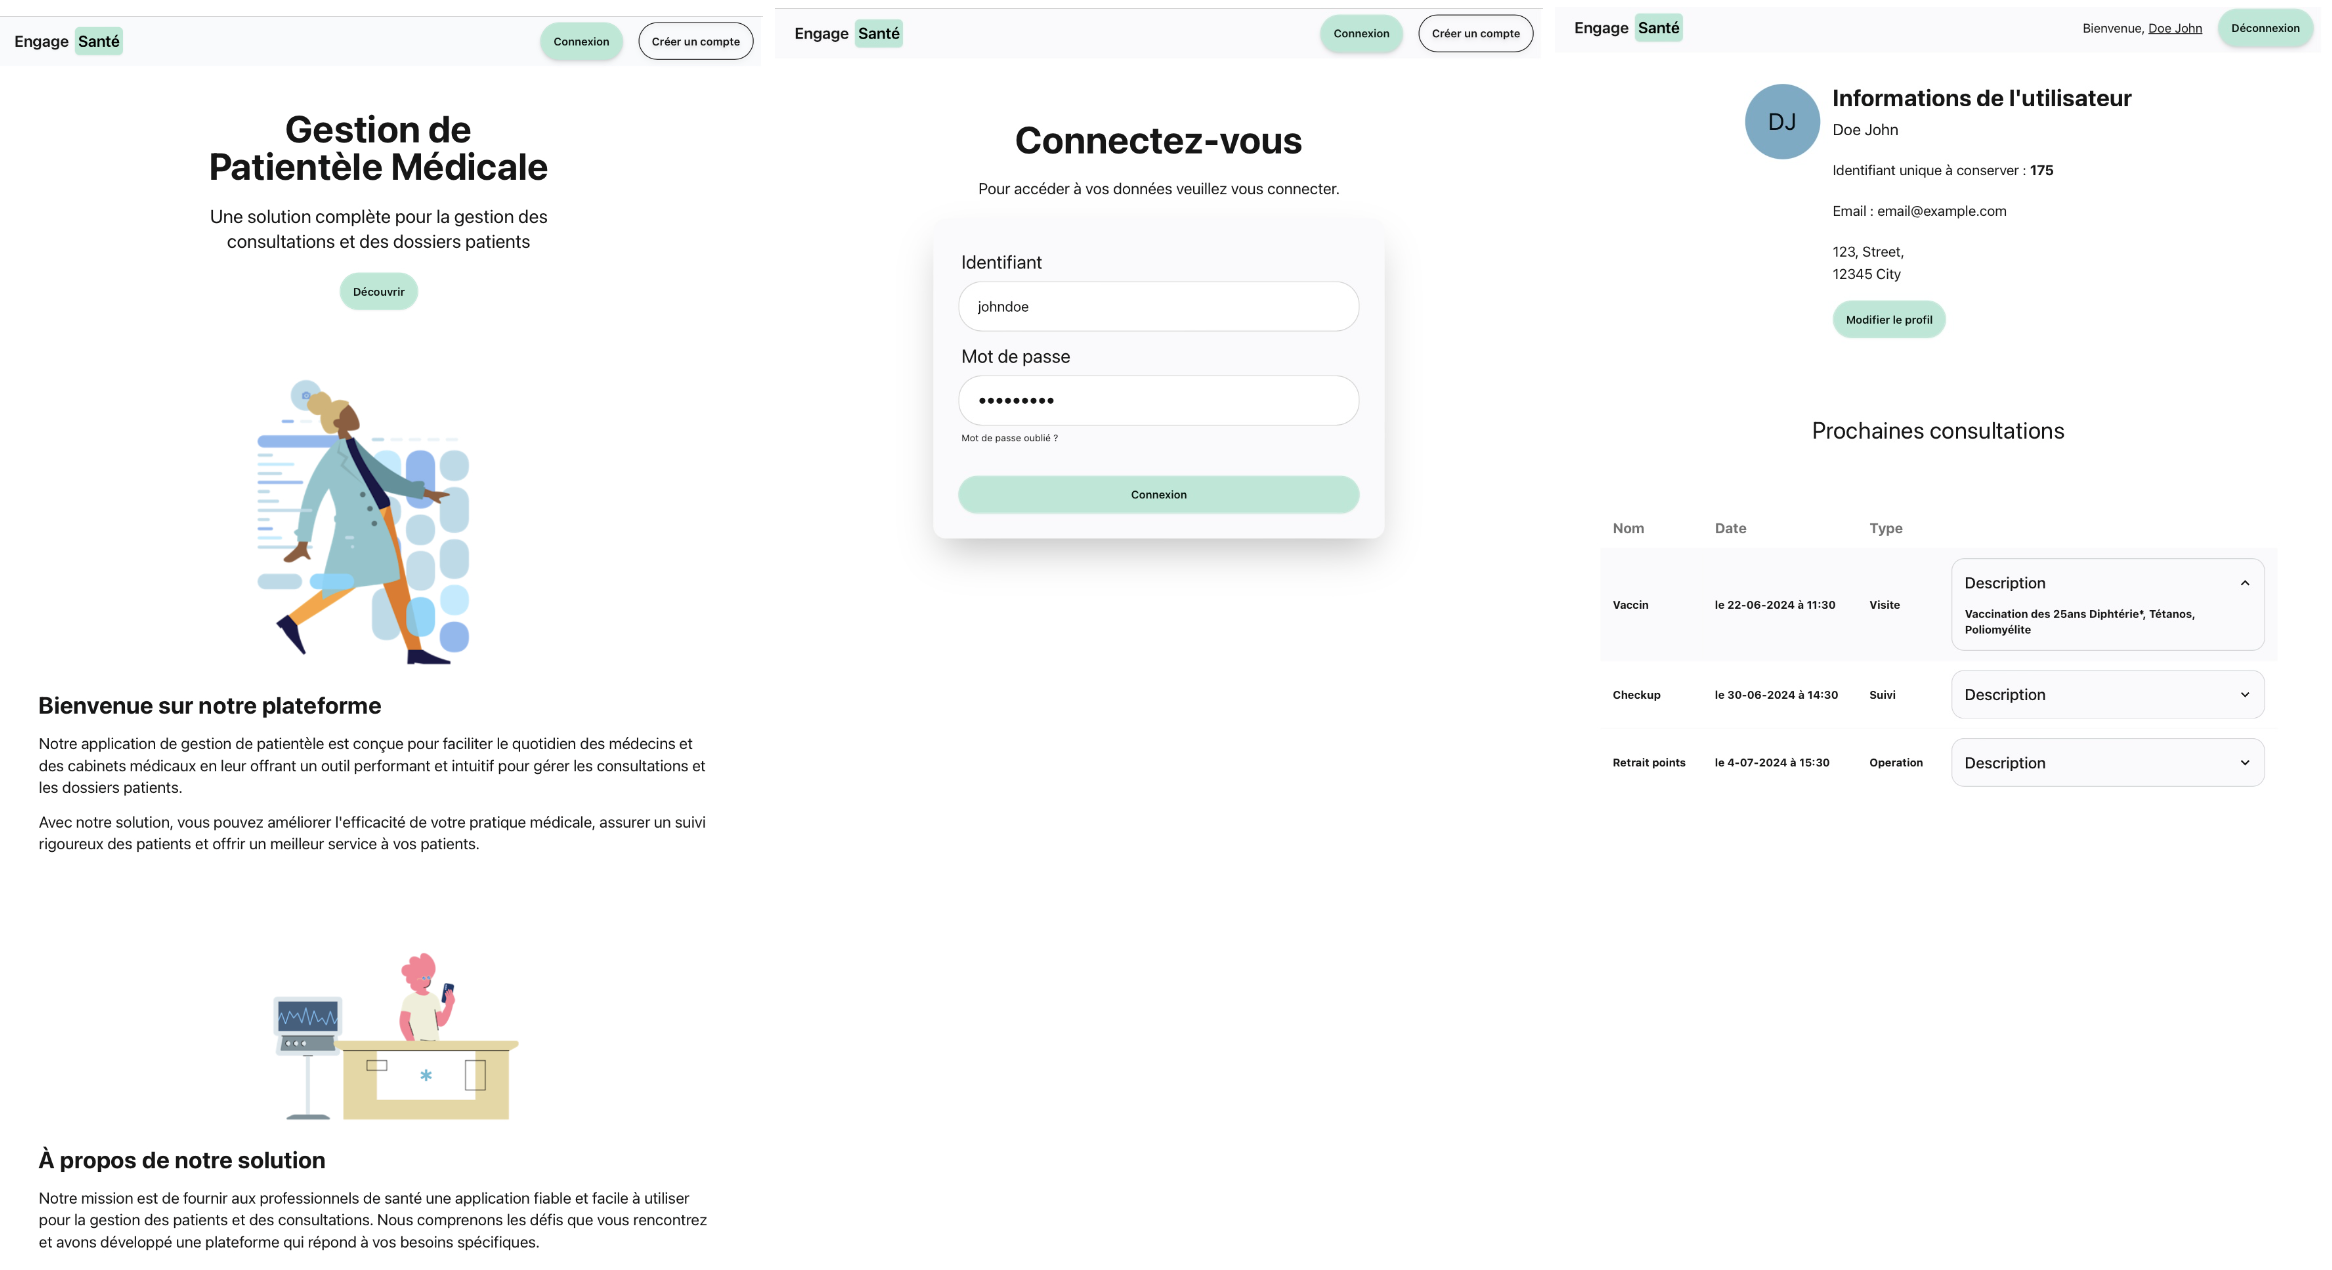 Engage Santé
Connexion
Créer un compte
Gestion de
Patientèle Médicale
Une solution complète pour la gestion des
consultations et des dossiers patients
Découvrir
Bienvenue sur notre plateforme
Notre application de gestion de patientèle est conçue pour faciliter le quotidien des médecins et
des cabinets médicaux en leur offrant un outil performant et intuitif pour gérer les consultations et
les dossiers patients.
Avec notre solution, vous pouvez améliorer l'efficacité de votre pratique médicale, assurer un suivi
rigoureux des patients et offrir un meilleur service à vos patients.
À propos de notre solution
Notre mission est de fournir aux professionnels de santé une application fiable et facile à utiliser
pour la gestion des patients et des consultations. Nous comprenons les défis que vous rencontrez
et avons développé une plateforme qui répond à vos besoins spécifiques.
Engage Santé
Connexion
Créer un compte
Connectez-vous
Pour accéder à vos données veuillez vous connecter.
Identifiant
johndoe
Mot de passe
•••••••••
Mot de passe oublié ?
Connexion
Engage Santé
Bienvenue, Doe John
Déconnexion
DJ
Informations de l'utilisateur
Doe John
Identifiant unique à conserver : 175
Email : email@example.com
123, Street,
12345 City
Modifier le profil
Prochaines consultations
Nom Date Type
Vaccin le 22-06-2024 à 11:30 Visite
Description
Vaccination des 25ans Diphtérie*, Tétanos,
Poliomyélite
Checkup le 30-06-2024 à 14:30 Suivi Description
Retrait points le 4-07-2024 à 15:30 Operation Description